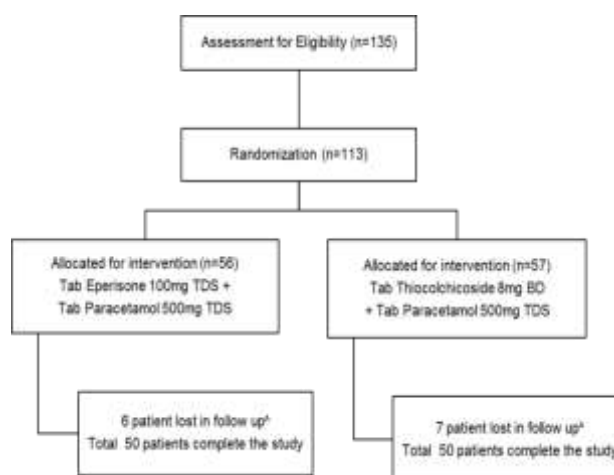 Assessment for Eligibility (n=135)
Randomization (n=113)
Allocated for intervention (n=56)
Tab Eperisone 100mg TDS +
Tab Paracetamol 500mg TDS
Allocated for intervention (n=57)
Tab Thiocolchicoside 8mg BD
+ Tab Paracetamol 500mg TDS
6 patient lost in follow up^
Total 50 patients complete the study
7 patient lost in follow up^
Total 50 patients complete the study